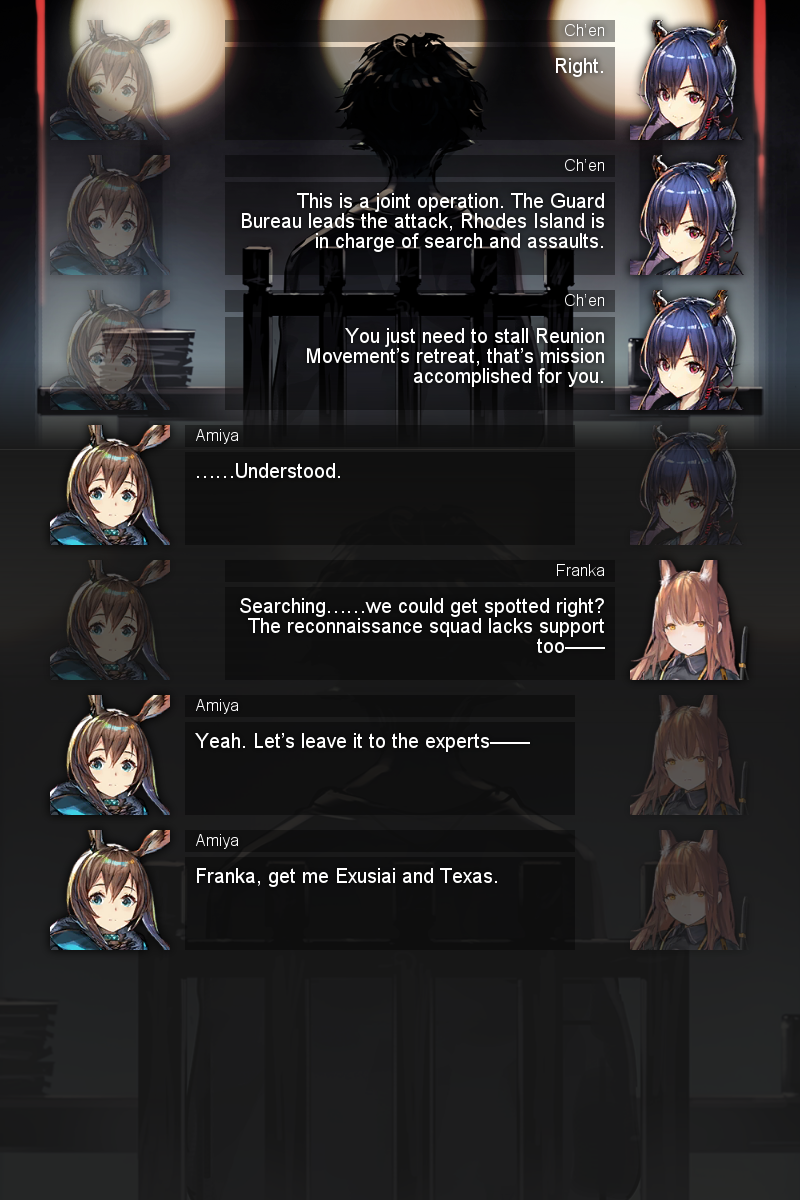 Ch'en
Right.
Ch'en
This is a joint operation. The Guard
Bureau leads the attack, Rhodes Island is
in charge of search and assaults.
Ch'en
You just need to stall Reunion
Movement's retreat, that's mission
accomplished for you.
Amiya
……Understood.
Franka
Searching……we could get spotted right?
The reconnaissance squad lacks support
too——
Amiya
Yeah. Let's leave it to the experts——
Amiya
Franka, get me Exusiai and Texas.